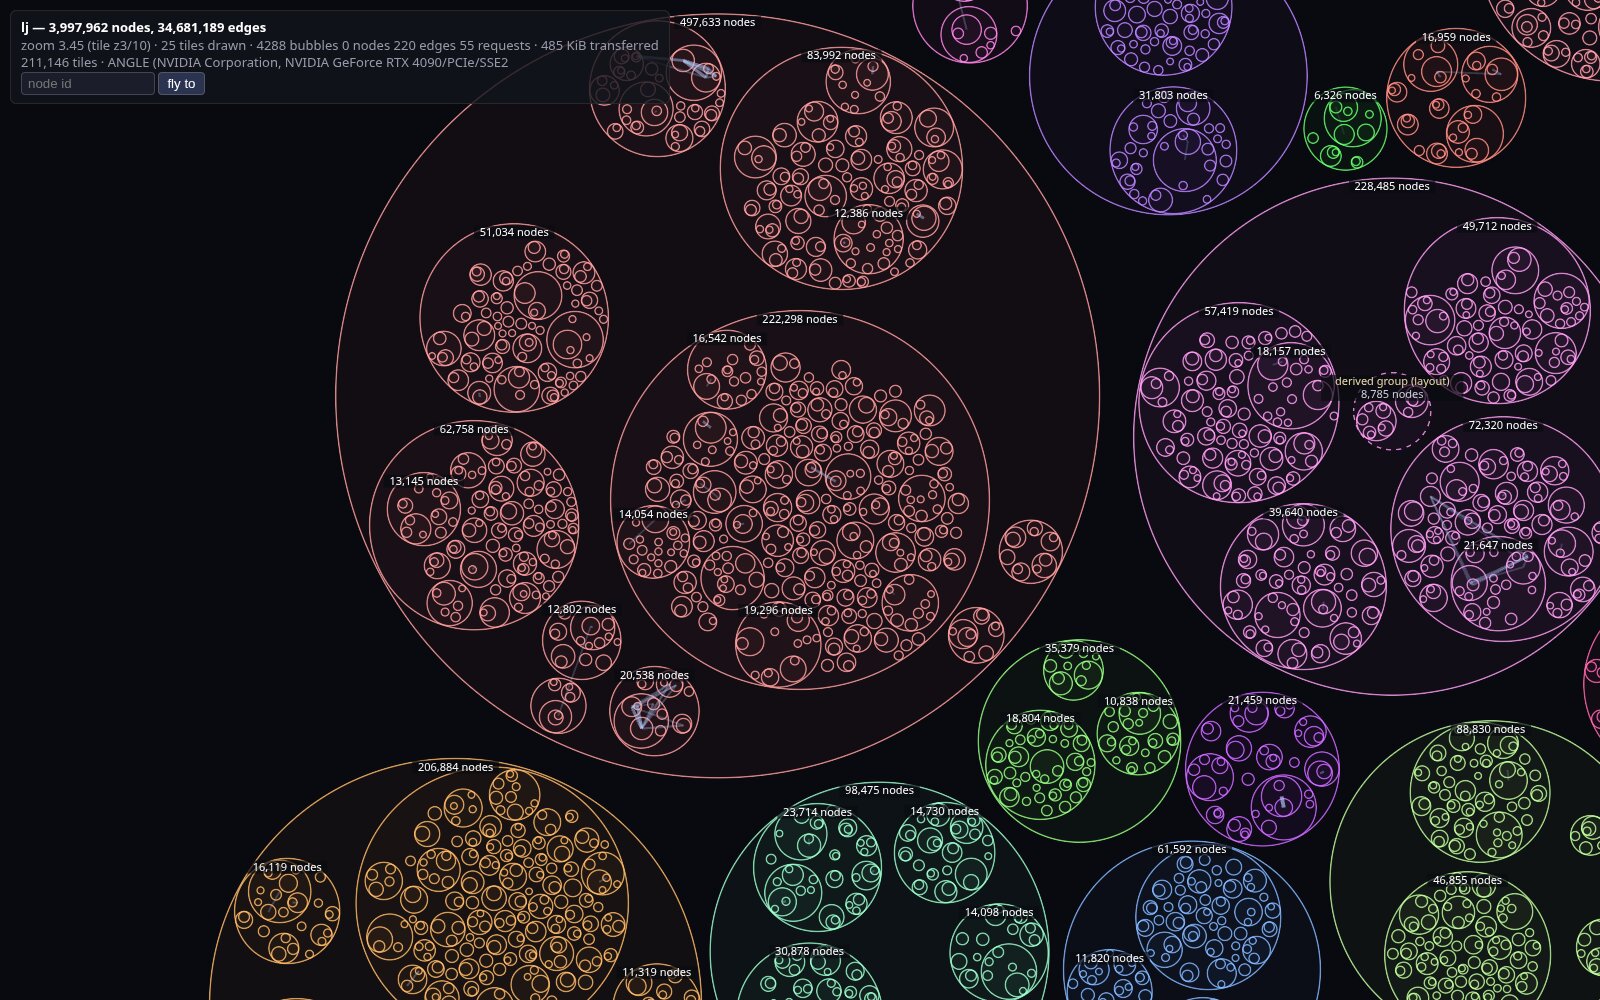 lj — 3,997,962 nodes, 34,681,189 edges
zoom 3.45 (tile z3/10) · 25 tiles drawn · 4288 bubbles 0 nodes 220 edges 55 requests · 485 KiB transferred
211,146 tiles · ANGLE (NVIDIA Corporation, NVIDIA GeForce RTX 4090/PCIe/SSE2
node id
fly to
497,633 nodes
16,959 nodes
83,992 nodes
31,803 nodes
6,326 nodes
228,485 nodes
12,386 nodes
49,712 nodes
51,034 nodes
57,419 nodes
222,298 nodes
16,542 nodes
18,157 nodes
derived group (layout)
8,785 nodes
62,758 nodes
72,320 nodes
13,145 nodes
14,054 nodes
39,640 nodes
21,647 nodes
12,802 nodes
19,296 nodes
35,379 nodes
20,538 nodes
10,838 nodes
21,459 nodes
18,804 nodes
88,830 nodes
206,884 nodes
98,475 nodes
23,714 nodes
14,730 nodes
61,592 nodes
16,119 nodes
46,855 nodes
14,098 nodes
30,878 nodes
11,820 nodes
11,319 nodes